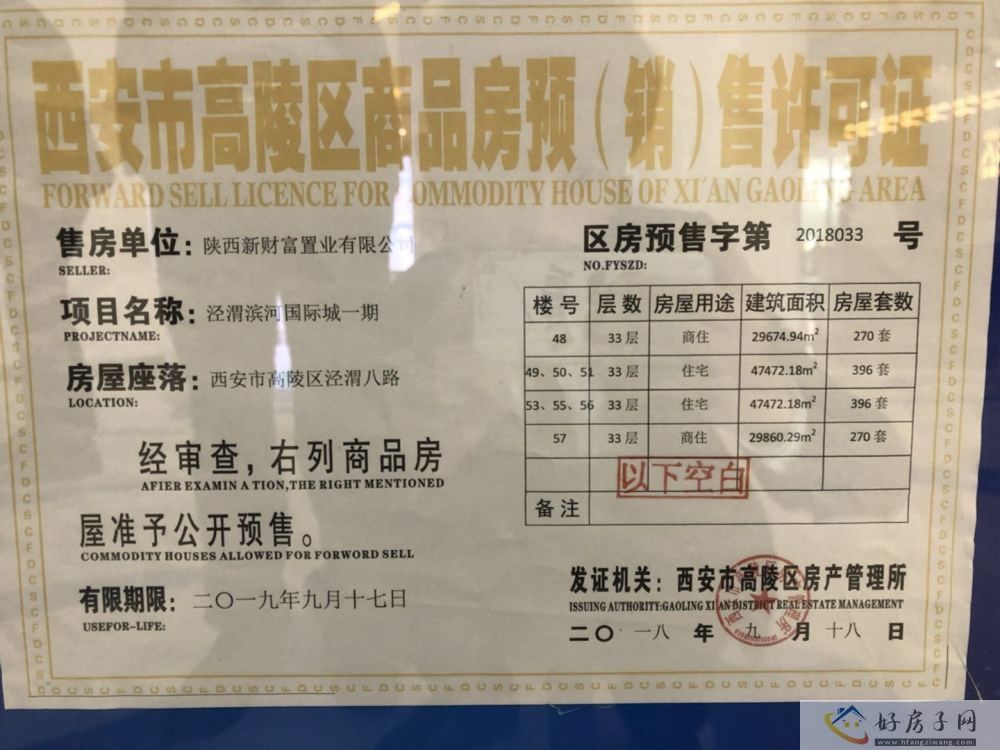 西安市高陵区商品房预（销）售许可证
FORWARD SELL LICENCE FOR COMMODITY HOUSE OF XI'AN GAOLING AREA
售房单位：陕西新财富置业有限公司
SELLER:
区房预售字第 2018033 号
NO.FYSZD:
项目名称：泾渭滨河国际城一期
PROJECTNAME:
房屋座落：西安市高陵区泾渭八路
LOCATION:
经审查，右列商品房
AFIER EXAMIN A TION,THE RIGHT MENTIONED
屋准予公开预售。
COMMODITY HOUSES ALLOWED FOR FORWORD SELL
有限期限：二〇一九年九月十七日
USEFOR-LIFE:
楼号 层数 房屋用途 建筑面积 房屋套数
48 33层 商住 29674.94m² 270套
49、50、51 33层 住宅 47472.18m² 396套
53、55、56 33层 住宅 47472.18m² 396套
57 33层 商住 29860.29m² 270套
以下空白
备注
发证机关：西安市高陵区房产管理所
ISSUING AUTHORITY:GAOLING XI AN DISTRICT REAL ESTATE MANAGEMENT
二〇一八 年 九 月 十八 日
好房子网
www.hfangziwang.com